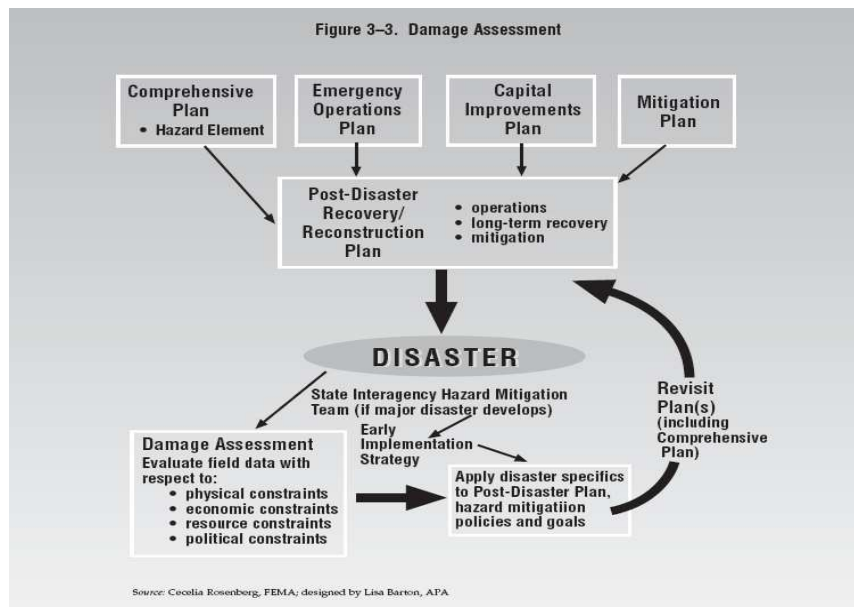 Figure 3–3. Damage Assessment
Comprehensive
Plan
• Hazard Element
Emergency
Operations
Plan
Capital
Improvements
Plan
Mitigation
Plan
Post-Disaster
Recovery/
Reconstruction
Plan
• operations
• long-term recovery
• mitigation
DISASTER
State Interagency Hazard Mitigation
Team (if major disaster develops)
Early
Implementation
Strategy
Damage Assessment
Evaluate field data with
respect to:
• physical constraints
• economic constraints
• resource constraints
• political constraints
Apply disaster specifics
to Post-Disaster Plan,
hazard mitigatiion
policies and goals
Revisit
Plan(s)
(including
Comprehensive
Plan)
Source: Cecelia Rosenberg, FEMA; designed by Lisa Barton, APA